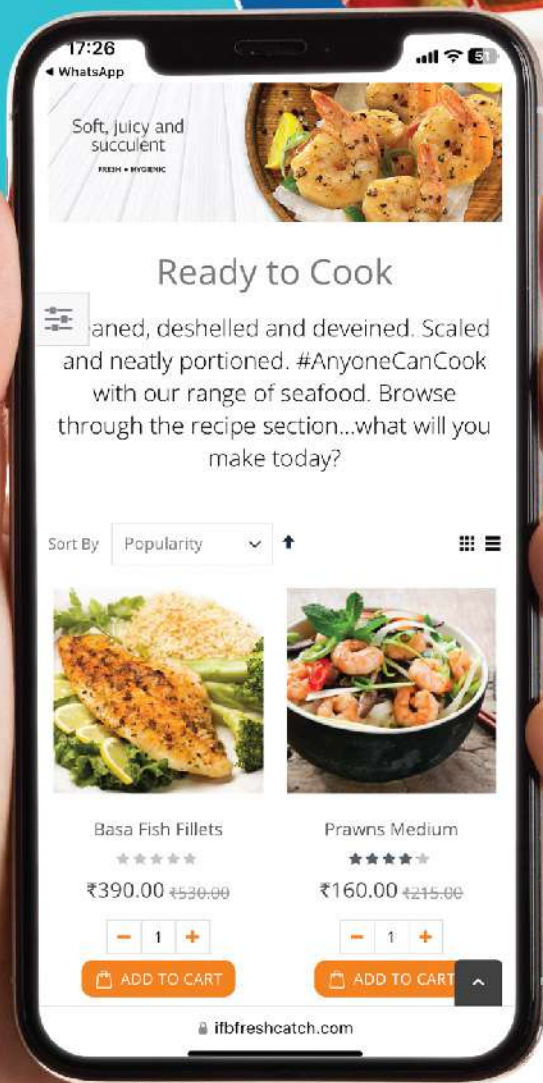 17:26
51
◀ WhatsApp
Soft, juicy and
succulent
FRESH • HYGIENIC
Ready to Cook
aned, deshelled and deveined. Scaled
and neatly portioned. #AnyoneCanCook
with our range of seafood. Browse
through the recipe section...what will you
make today?
Sort By Popularity
Basa Fish Fillets Prawns Medium
₹390.00 ₹530.00 ₹160.00 ₹215.00
− 1 + − 1 +
ADD TO CART ADD TO CART
ifbfreshcatch.com